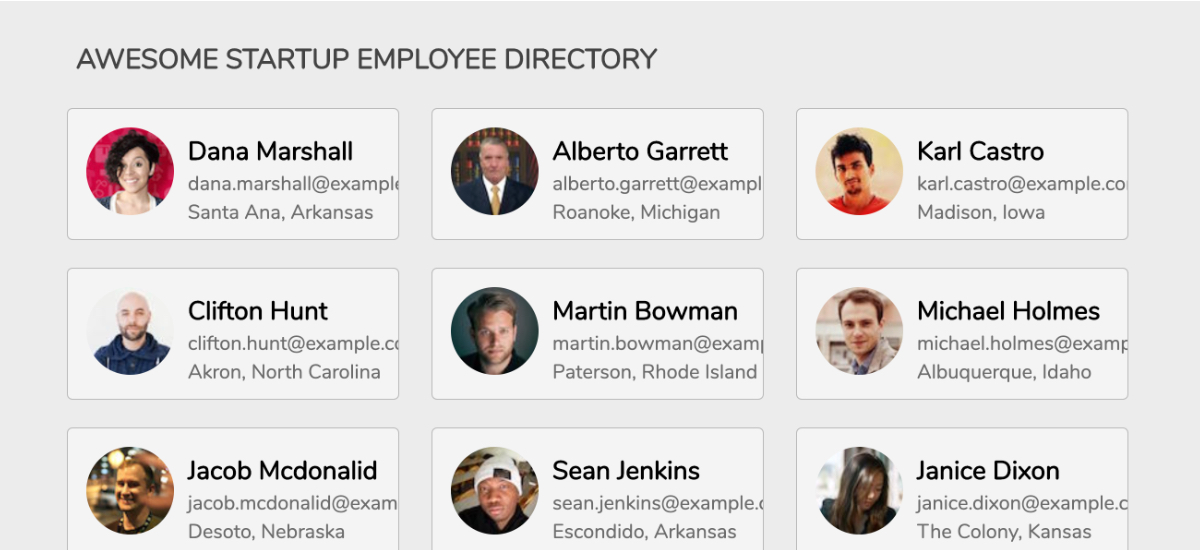 AWESOME STARTUP EMPLOYEE DIRECTORY
Dana Marshall
dana.marshall@example
Santa Ana, Arkansas
Alberto Garrett
alberto.garrett@exampl
Roanoke, Michigan
Karl Castro
karl.castro@example.co
Madison, Iowa
Clifton Hunt
clifton.hunt@example.co
Akron, North Carolina
Martin Bowman
martin.bowman@examp
Paterson, Rhode Island
Michael Holmes
michael.holmes@examp
Albuquerque, Idaho
Jacob Mcdonalid
jacob.mcdonalid@exam
Desoto, Nebraska
Sean Jenkins
sean.jenkins@example.c
Escondido, Arkansas
Janice Dixon
janice.dixon@example.c
The Colony, Kansas